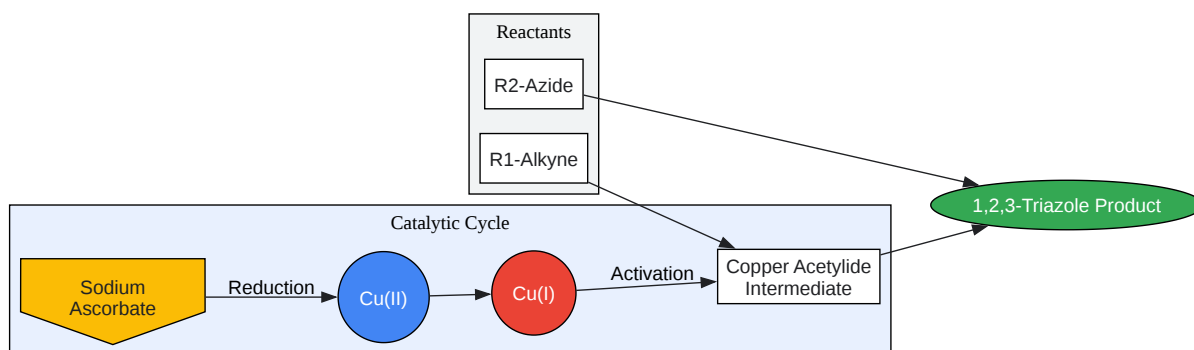 Reactants
R2-Azide
R1-Alkyne
1,2,3-Triazole Product
Catalytic Cycle
Sodium
Ascorbate
Reduction
Cu(II)
Cu(I)
Activation
Copper Acetylide
Intermediate